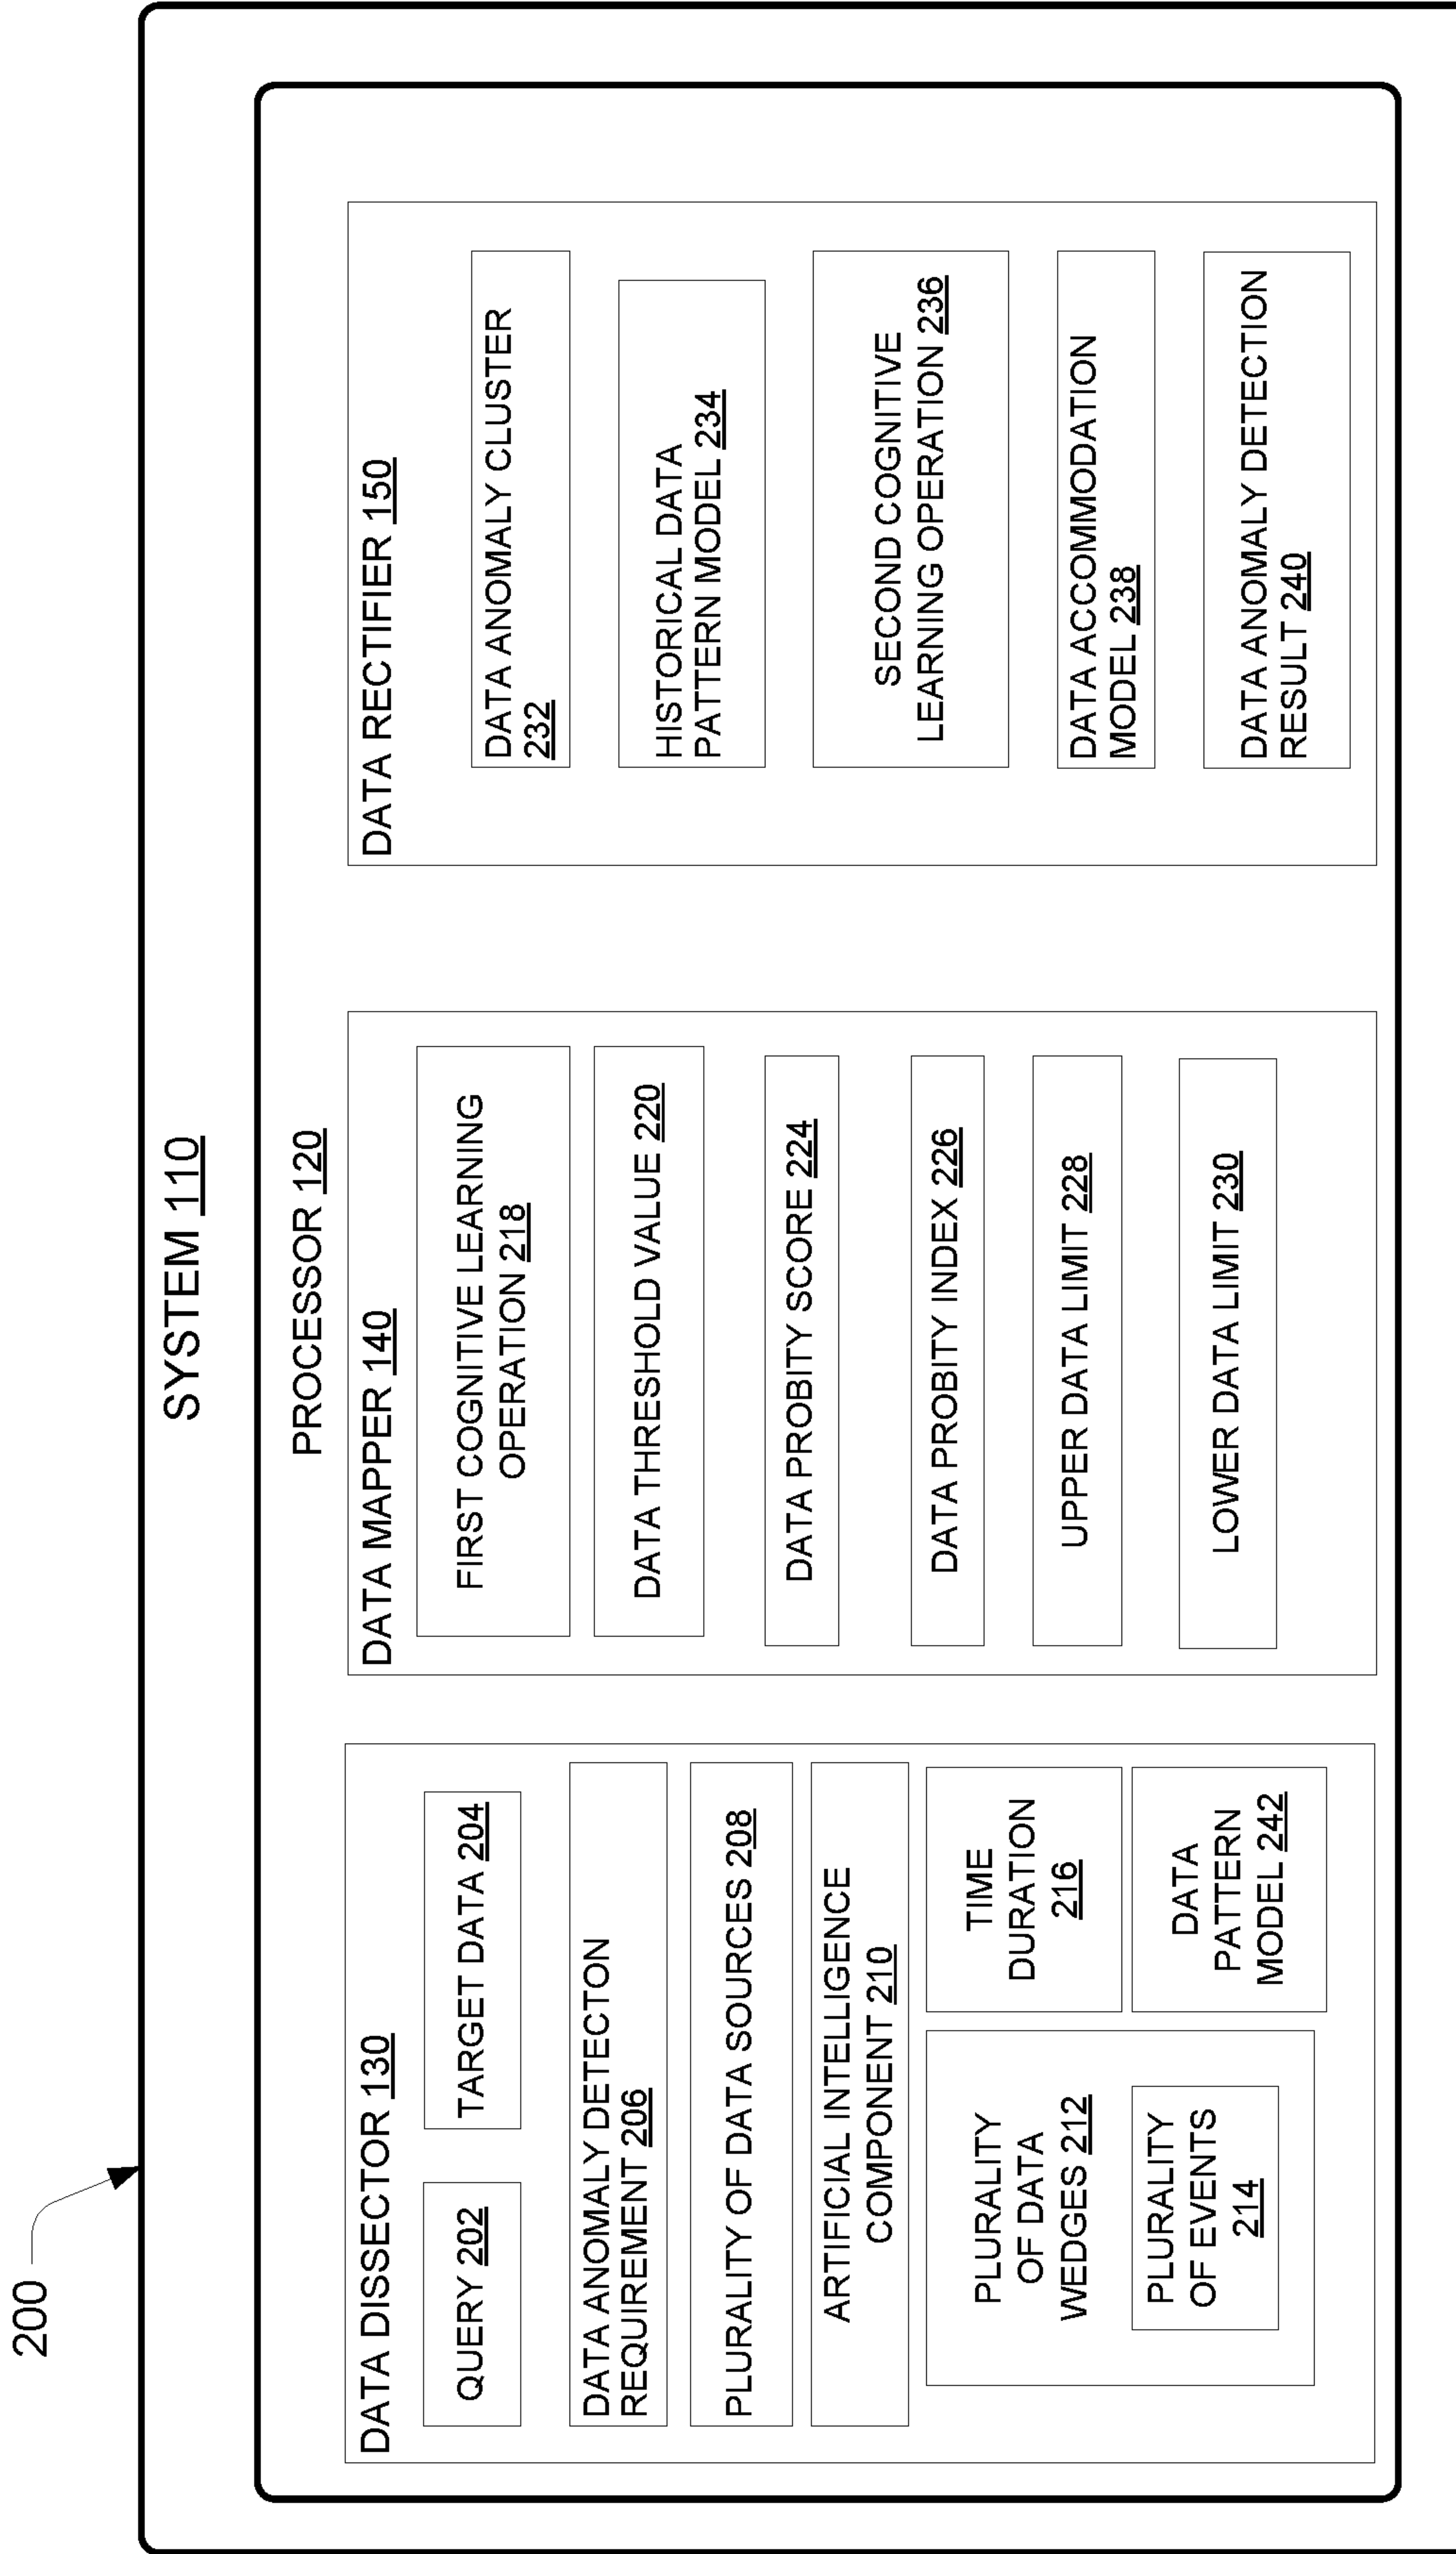 200
SYSTEM 110
PROCESSOR 120
DATA DISSECTOR 130
QUERY 202
TARGET DATA 204
DATA ANOMALY DETECTON
REQUIREMENT 206
PLURALITY OF DATA SOURCES 208
ARTIFICIAL INTELLIGENCE
COMPONENT 210
PLURALITY
OF DATA
WEDGES 212
PLURALITY
OF EVENTS
214
TIME
DURATION
216
DATA
PATTERN
MODEL 242
DATA MAPPER 140
FIRST COGNITIVE LEARNING
OPERATION 218
DATA THRESHOLD VALUE 220
DATA PROBITY SCORE 224
DATA PROBITY INDEX 226
UPPER DATA LIMIT 228
LOWER DATA LIMIT 230
DATA RECTIFIER 150
DATA ANOMALY CLUSTER
232
HISTORICAL DATA
PATTERN MODEL 234
SECOND COGNITIVE
LEARNING OPERATION 236
DATA ACCOMMODATION
MODEL 238
DATA ANOMALY DETECTION
RESULT 240